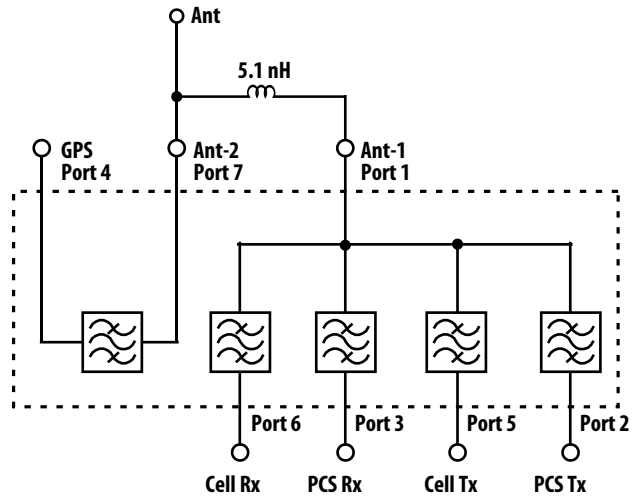 Ant
5.1 nH
GPS
Port 4
Ant-2
Port 7
Ant-1
Port 1
Port 6
Port 3
Port 5
Port 2
Cell Rx
PCS Rx
Cell Tx
PCS Tx